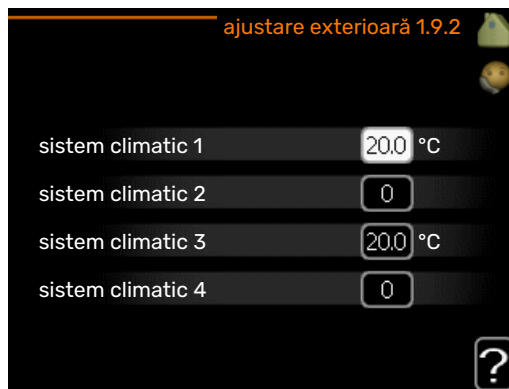 ajustare exterioară 1.9.2
sistem climatic 1 20.0 °C
sistem climatic 2 0
sistem climatic 3 20.0 °C
sistem climatic 4 0
?